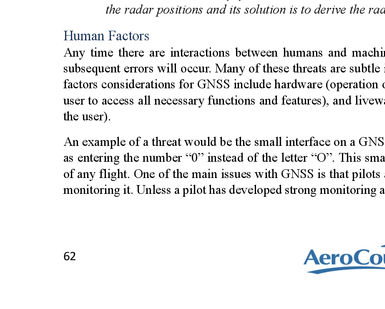 the radar positions and its solution is to derive the rad
Human Factors
Any time there are interactions between humans and machin
subsequent errors will occur. Many of these threats are subtle i
factors considerations for GNSS include hardware (operation o
user to access all necessary functions and features), and livewa
the user).
An example of a threat would be the small interface on a GNS
as entering the number “0” instead of the letter “O”. This sma
of any flight. One of the main issues with GNSS is that pilots a
monitoring it. Unless a pilot has developed strong monitoring a
62
AeroCou